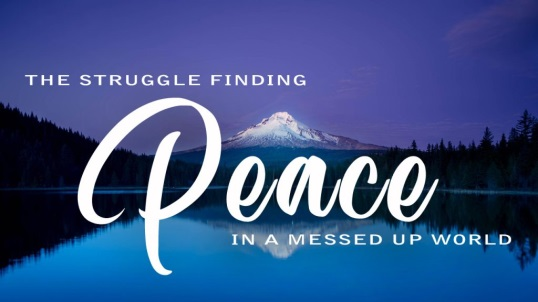 THE STRUGGLE FINDING
Peace
IN A MESSED UP WORLD